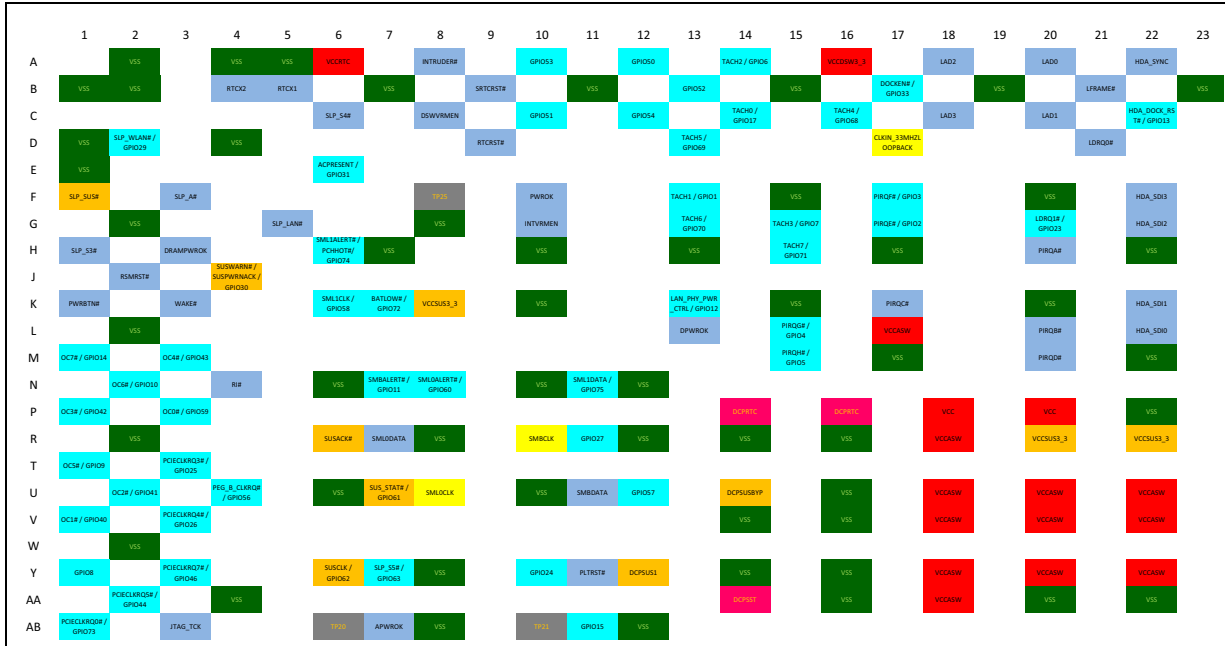 1 2 3 4 5 6 7 8 9 10 11 12 13 14 15 16 17 18 19 20 21 22 23
A VSS VSS VSS VCCRTC INTRUDER# GPIO53 GPIO50 TACH2 / GPIO6 VCCDSW3_3 LAD2 LAD0 HDA_SYNC
B VSS VSS RTCX2 RTCX1 VSS SRTCRST# VSS GPIO52 VSS DOCKEN# / GPIO33 VSS LFRAME# VSS
C SLP_S4# DSWVRMEN GPIO51 GPIO54 TACH0 / GPIO17 TACH4 / GPIO68 LAD3 LAD1 HDA_DOCK_RST# / GPIO13
D VSS SLP_WLAN# / GPIO29 VSS RTCRST# TACH5 / GPIO69 CLKIN_33MHZLOOPBACK LDRQ0#
E VSS ACPRESENT / GPIO31
F SLP_SUS# SLP_A# TP25 PWROK TACH1 / GPIO1 VSS PIRQF# / GPIO3 VSS HDA_SDI3
G VSS SLP_LAN# VSS INTVRMEN TACH6 / GPIO70 TACH3 / GPIO7 PIRQE# / GPIO2 LDRQ1# / GPIO23 HDA_SDI2
H SLP_S3# DRAMPWROK SML1ALERT# / PCHHOT# / GPIO74 VSS VSS VSS TACH7 / GPIO71 PIRQA# VSS
J RSMRST# SUSWARN# / SUSPWRNACK / GPIO30
K PWRBTN# WAKE# SML1CLK / GPIO58 BATLOW# / GPIO72 VCCSUS3_3 VSS LAN_PHY_PWR_CTRL / GPIO12 VSS PIRQC# VSS HDA_SDI1
L VSS DPWROK PIRQG# / GPIO4 VCCASW PIRQB# HDA_SDI0
M OC7# / GPIO14 OC4# / GPIO43 PIRQH# / GPIO5 VSS PIRQD# VSS
N OC6# / GPIO10 RI# VSS SMBALERT# / GPIO11 SML0ALERT# / GPIO60 VSS SML1DATA / GPIO75 VSS
P OC3# / GPIO42 OC0# / GPIO59 DCPRTC DCPRTC VCC VCC VSS
R VSS SUSACK# SML0DATA VSS SMBCLK GPIO27 VSS VSS VSS VCCASW VCCSUS3_3 VCCSUS3_3
T OC5# / GPIO9 PCIECLKRQ3# / GPIO25
U OC2# / GPIO41 PEG_B_CLKRQ# / GPIO56 VSS SUS_STAT# / GPIO61 SML0CLK VSS SMBDATA GPIO57 DCPSUSBYP VSS VCCASW VCCASW VCCASW
V OC1# / GPIO40 PCIECLKRQ4# / GPIO26 VSS VSS VCCASW VCCASW VCCASW
W VSS
Y GPIO8 PCIECLKRQ7# / GPIO46 SUSCLK / GPIO62 SLP_S5# / GPIO63 VSS GPIO24 PLTRST# DCPSUS1 VSS VSS VCCASW VCCASW VCCASW
AA PCIECLKRQ5# / GPIO44 VSS DCPSST VSS VCCASW VSS VSS
AB PCIECLKRQ0# / GPIO73 JTAG_TCK TP20 APWROK VSS TP21 GPIO15 VSS